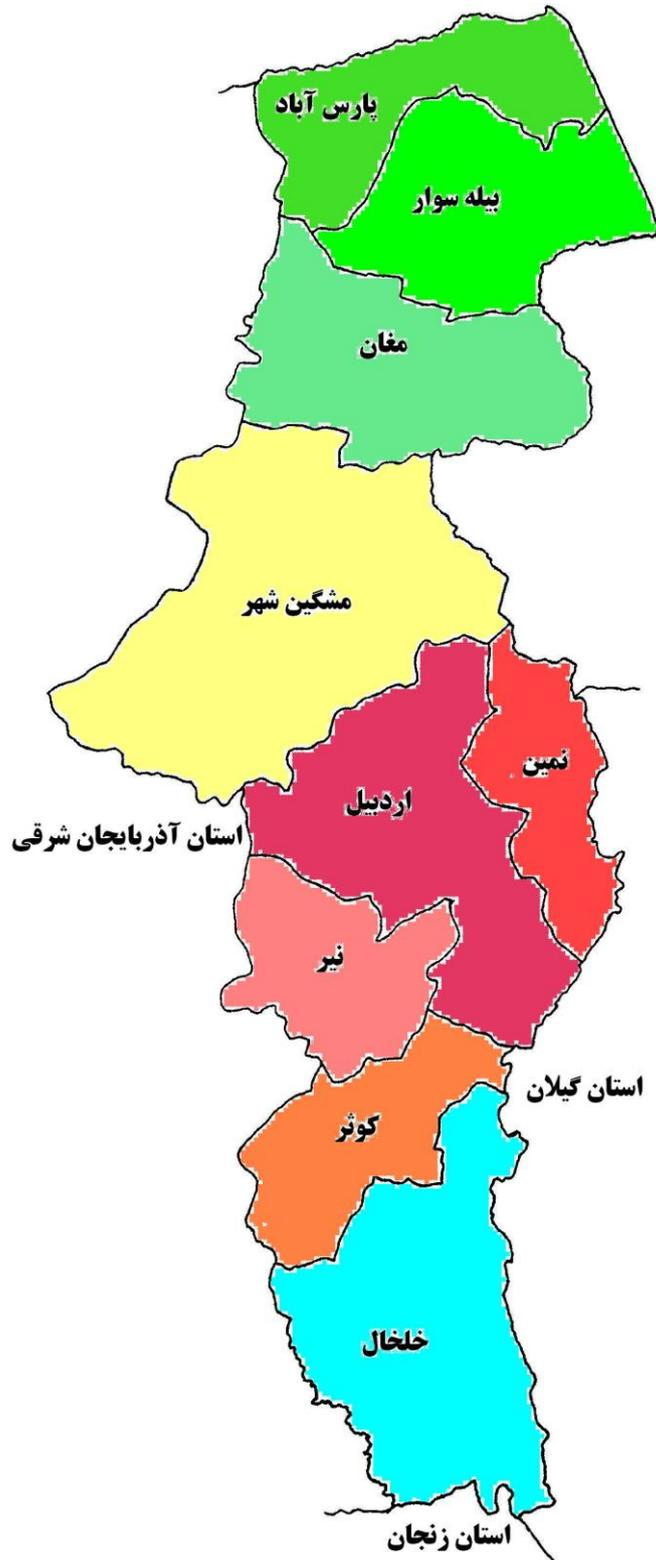 پارس آباد
بیله سوار
مغان
مشگین شهر
نمین
اردبیل
استان آذربایجان شرقی
نیر
استان گیلان
کوثر
خلخال
استان زنجان